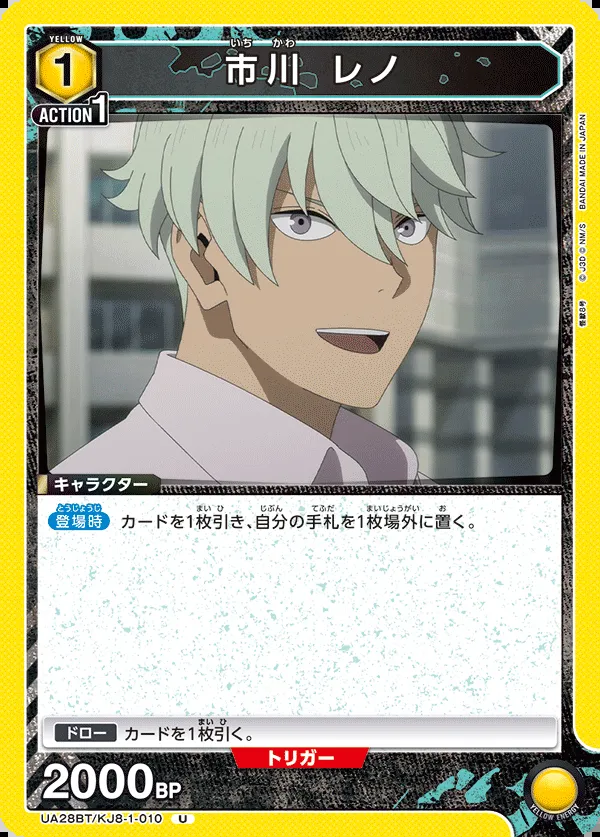 YELLOW
1
ACTION 1
いち かわ
市川 レノ
怪獣8号 © J3D © NM/S BANDAI MADE IN JAPAN
キャラクター
とうじょうじ まい ひ じぶん てふだ まいじょうがい お
登場時 カードを1枚引き、自分の手札を1枚場外に置く。
まい ひ
ドロー カードを1枚引く。
トリガー
2000BP
YELLOW ENERGY
UA28BT/KJ8-1-010 U